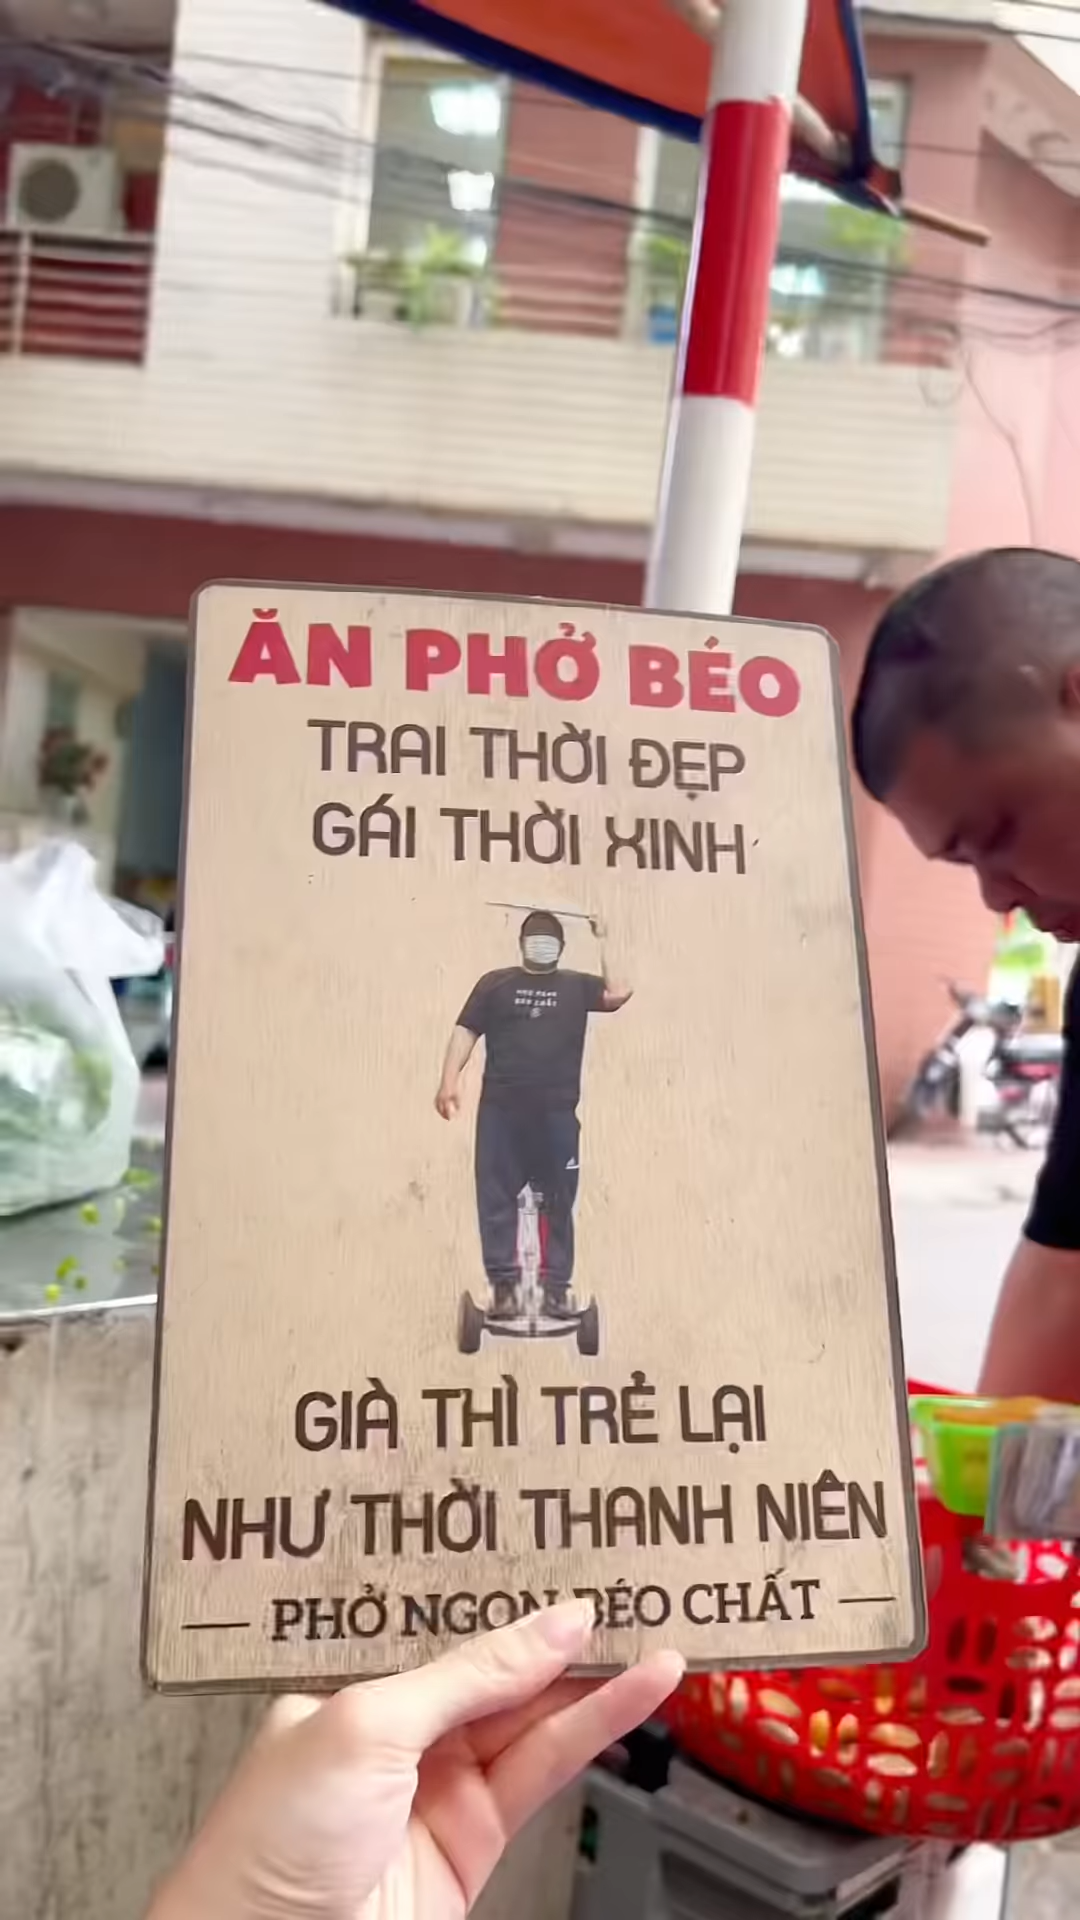 ĂN PHỞ BÉO
TRAI THỜI ĐẸP
GÁI THỜI XINH
GIÀ THÌ TRẺ LẠI
NHƯ THỜI THANH NIÊN
PHỞ NGON BÉO CHẤT